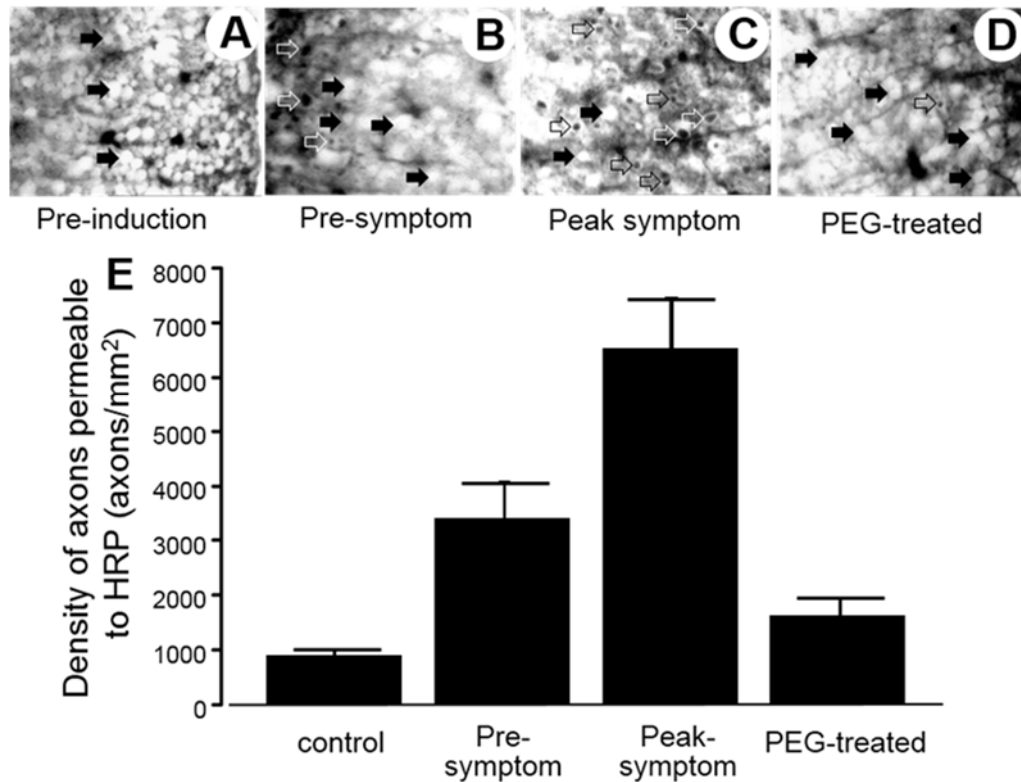 A
B
C
D
Pre-induction
Pre-symptom
Peak symptom
PEG-treated
E
Density of axons permeable
to HRP (axons/mm²)
8000
7000
6000
5000
4000
3000
2000
1000
0
control
Pre-
symptom
Peak-
symptom
PEG-treated